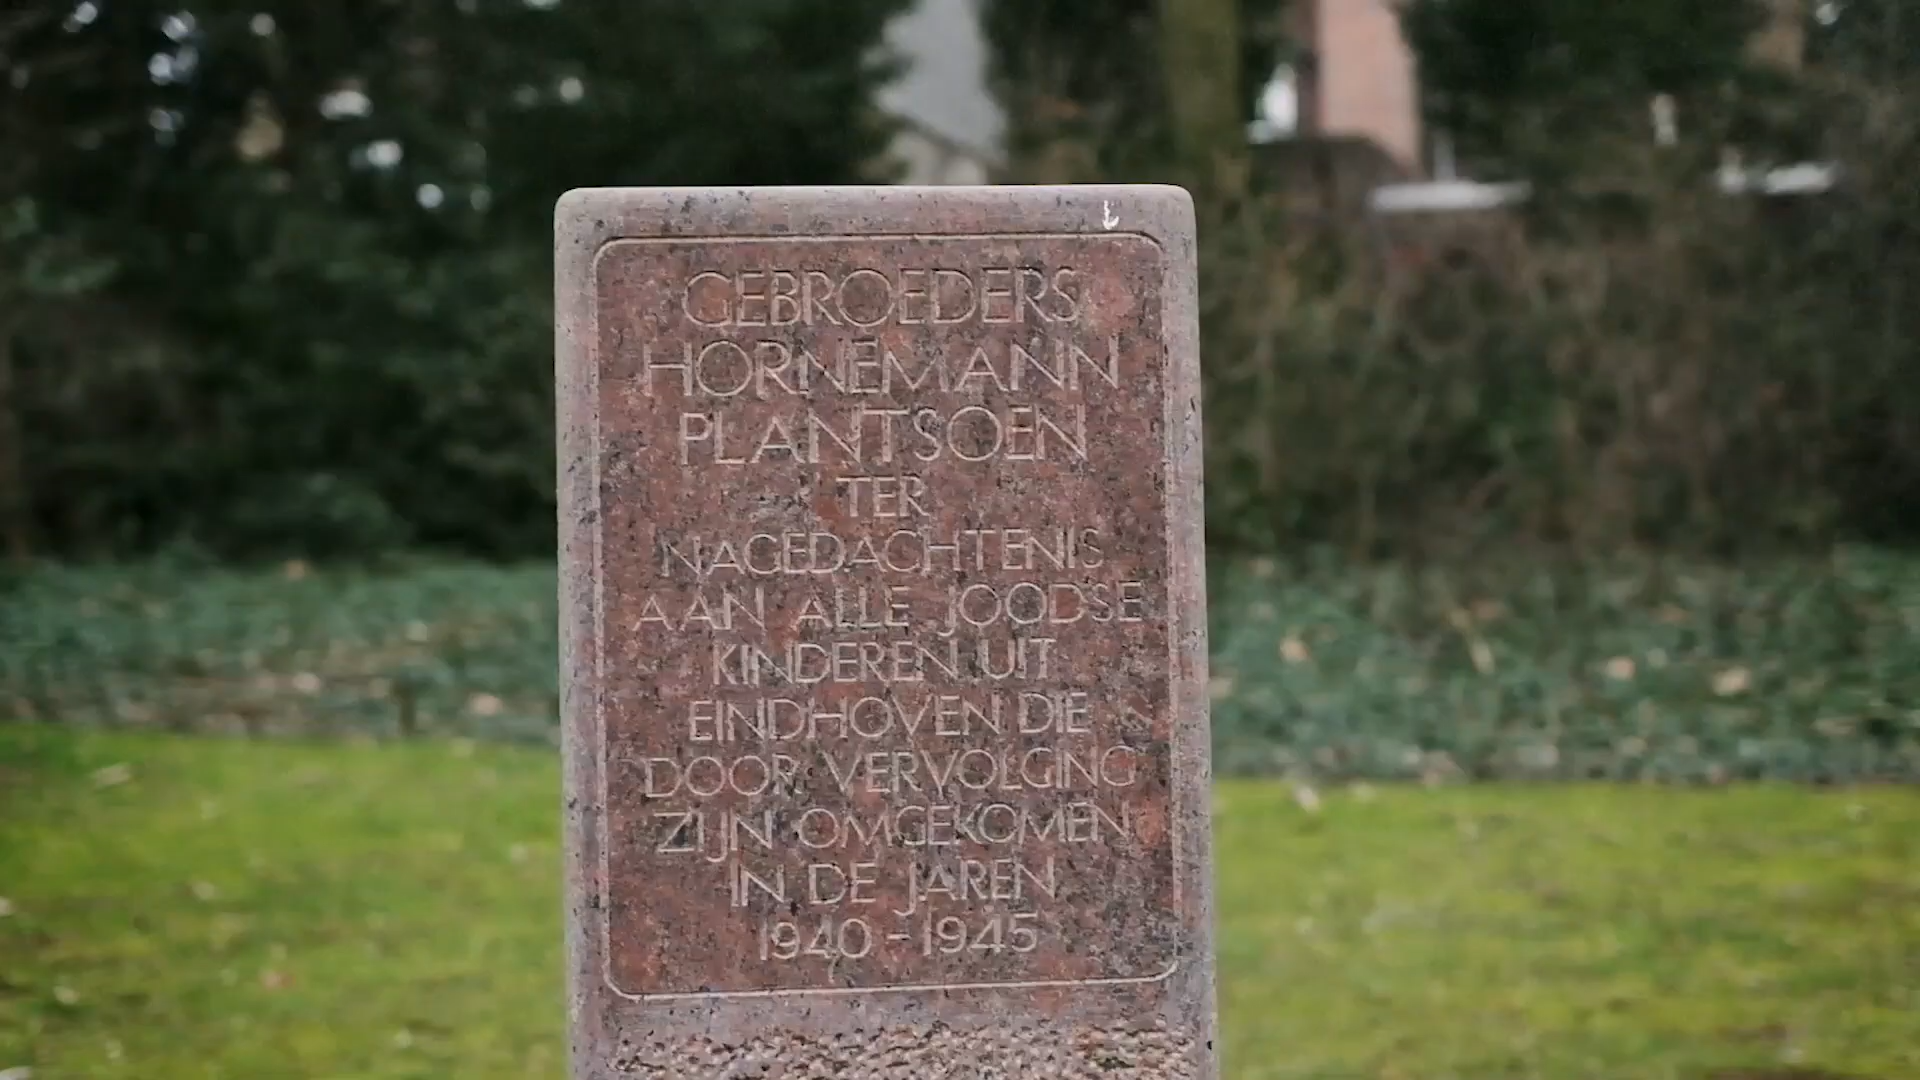 GEBROEDERS
HORNEMANN
PLANTSOEN
TER
NAGEDACHTENIS
AAN ALLE JOODSE
KINDEREN UIT
EINDHOVEN DIE
DOOR VERVOLGING
ZIJN OMGEKOMEN
IN DE JAREN
1940-1945